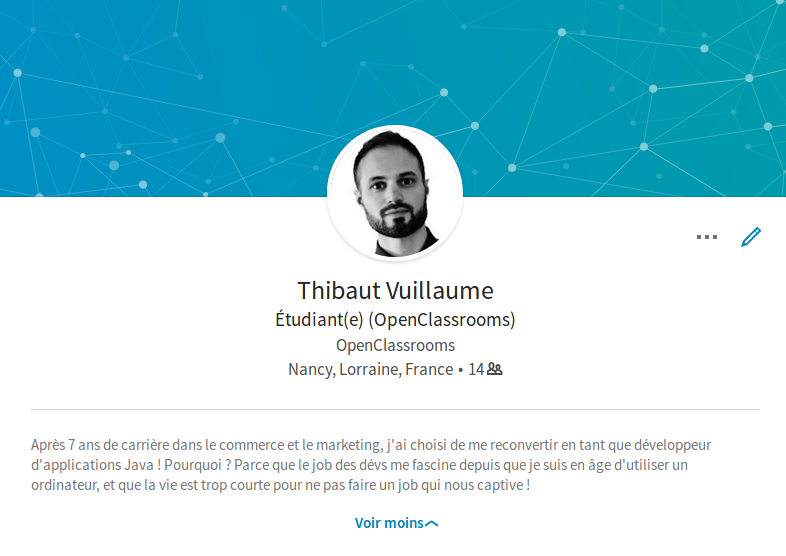 Thibaut Vuillaume
Étudiant(e) (OpenClassrooms)
OpenClassrooms
Nancy, Lorraine, France • 14
Après 7 ans de carrière dans le commerce et le marketing, j'ai choisi de me reconvertir en tant que développeur
d'applications Java ! Pourquoi ? Parce que le job des dévs me fascine depuis que je suis en âge d'utiliser un
ordinateur, et que la vie est trop courte pour ne pas faire un job qui nous captive !
Voir moins